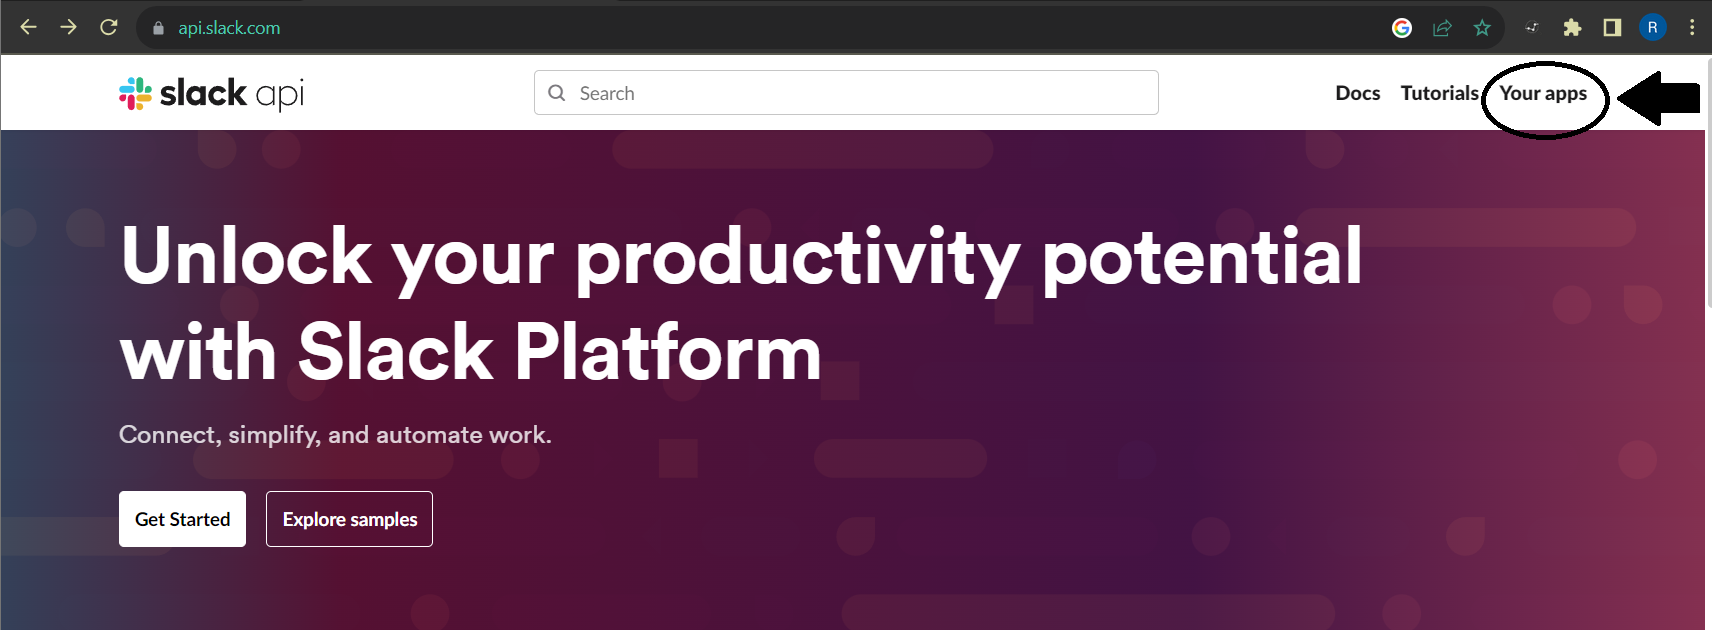 api.slack.com
R
slack api
Search
Docs Tutorials Your apps
Unlock your productivity potential
with Slack Platform
Connect, simplify, and automate work.
Get Started Explore samples